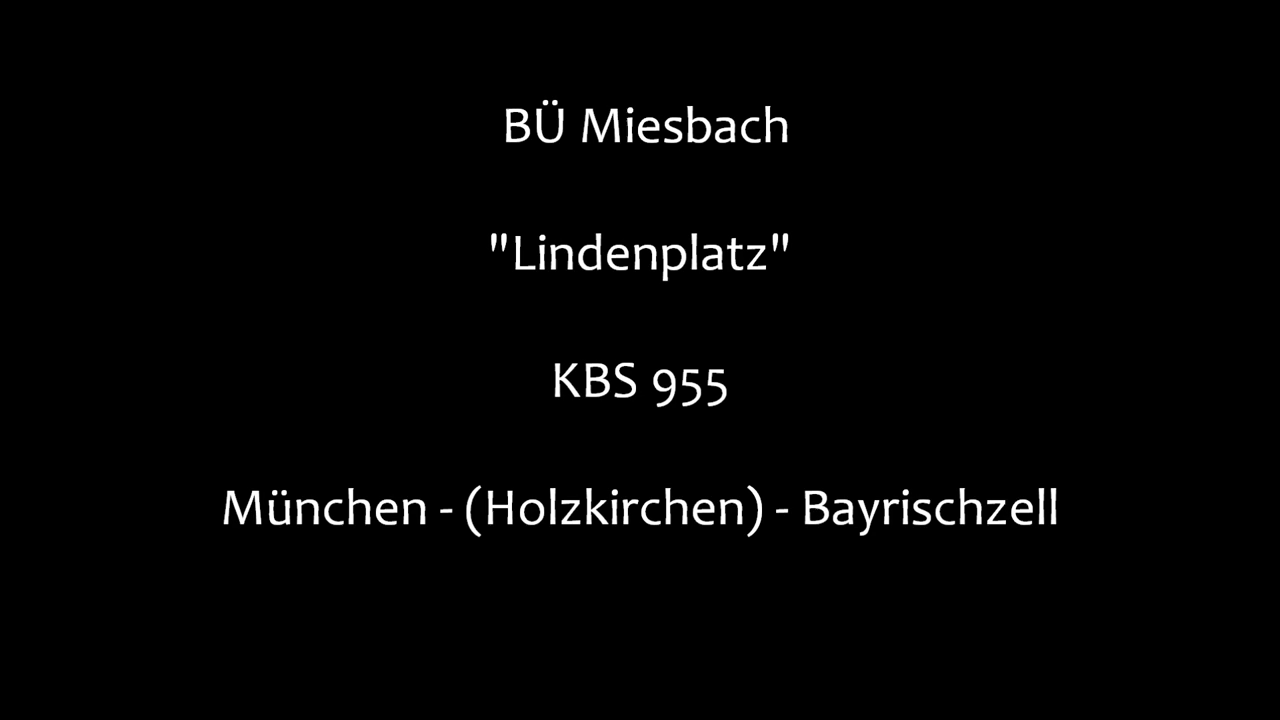 BÜ Miesbach
"Lindenplatz"
KBS 955
München - (Holzkirchen) - Bayrischzell